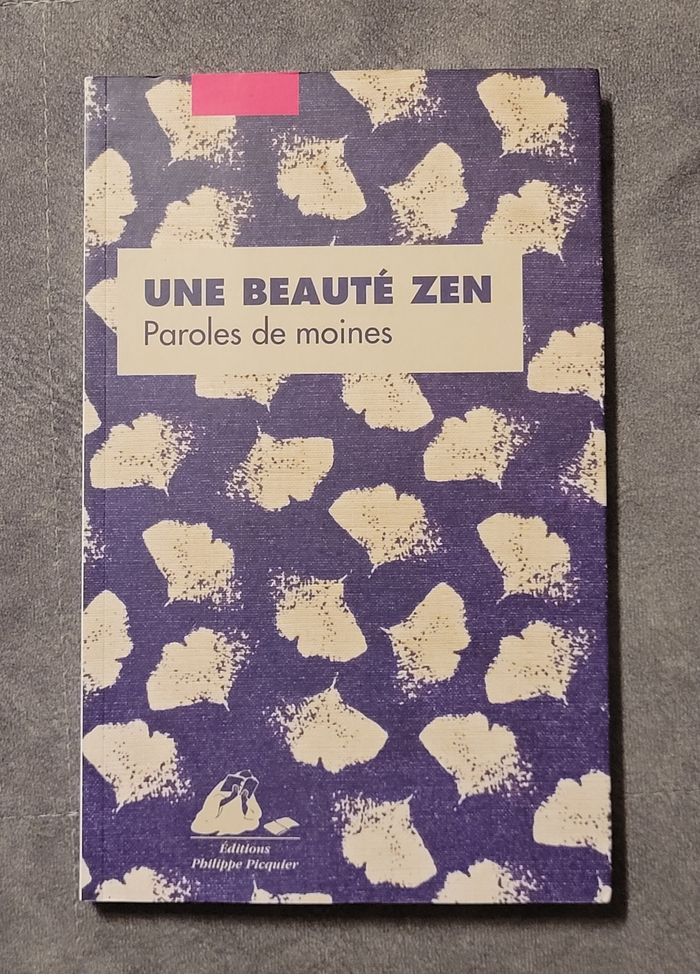 UNE BEAUTÉ ZEN
Paroles de moines
Éditions
Philippe Picquier